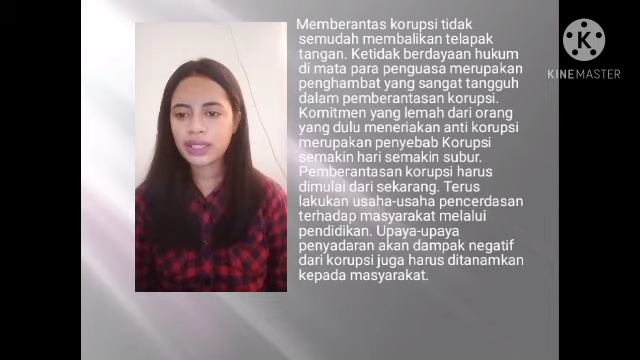 Memberantas korupsi tidak
semudah membalikan telapak
tangan. Ketidak berdayaan hukum
di mata para penguasa merupakan
penghambat yang sangat tangguh
dalam pemberantasan korupsi.
Komitmen yang lemah dari orang
yang dulu meneriakan anti korupsi
merupakan penyebab Korupsi
semakin hari semakin subur.
Pemberantasan korupsi harus
dimulai dari sekarang. Terus
lakukan usaha-usaha pencerdasan
terhadap masyarakat melalui
pendidikan. Upaya-upaya
penyadaran akan dampak negatif
dari korupsi juga harus ditanamkan
kepada masyarakat.
K
KINEMASTER